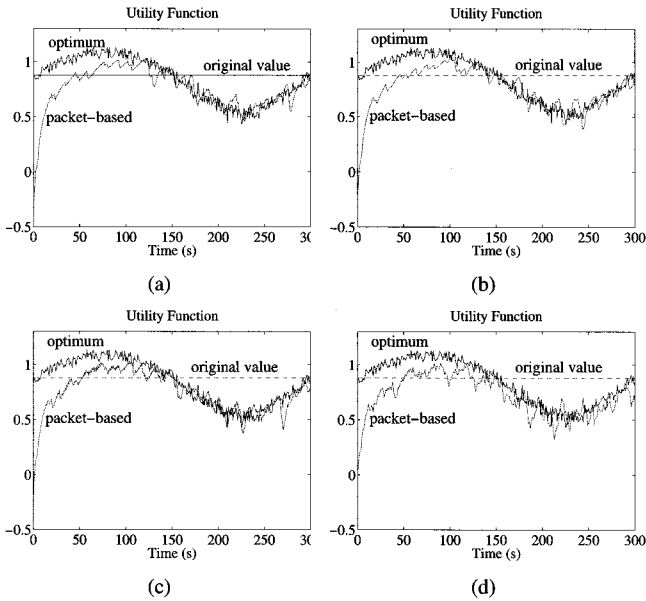 Utility Function
optimum
original value
packet-based
1
0.5
0
-0.5
0 50 100 150 200 250 300
Time (s)
(a)
Utility Function
optimum
original value
packet-based
1
0.5
0
-0.5
0 50 100 150 200 250 300
Time (s)
(b)
Utility Function
optimum
original value
packet-based
1
0.5
0
-0.5
0 50 100 150 200 250 300
Time (s)
(c)
Utility Function
optimum
original value
packet-based
1
0.5
0
-0.5
0 50 100 150 200 250 300
Time (s)
(d)